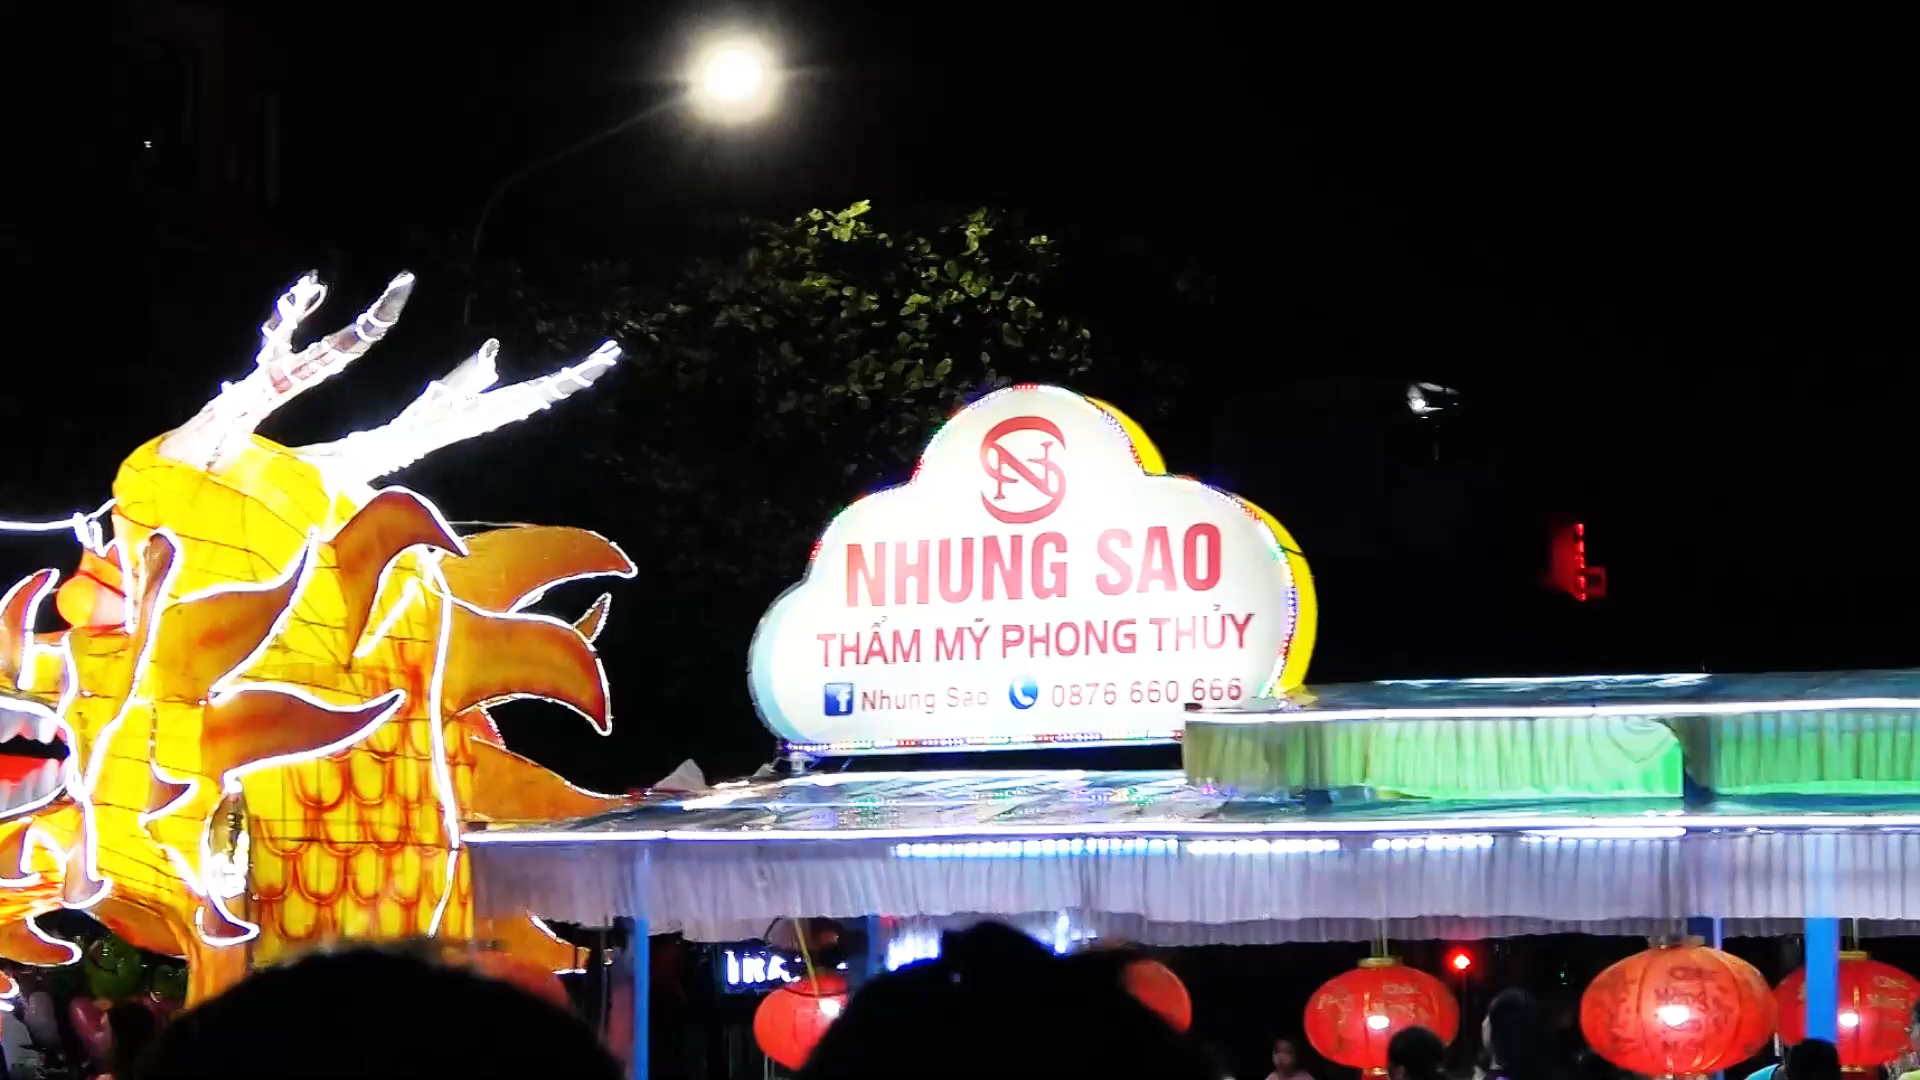 NS
NHUNG SAO
THẨM MỸ PHONG THỦY
Nhung Sao 0876 660 666